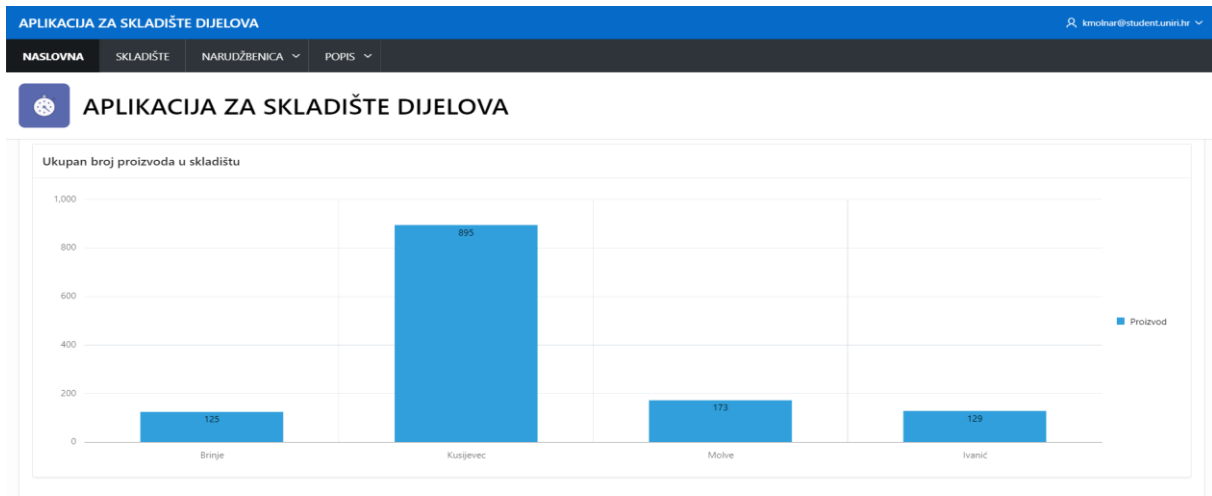 APLIKACIJA ZA SKLADIŠTE DIJELOVA
kmolnar@student.uniri.hr
NASLOVNA SKLADIŠTE NARUDŽBENICA POPIS
APLIKACIJA ZA SKLADIŠTE DIJELOVA
Ukupan broj proizvoda u skladištu
1,000
895
800
600
Proizvod
400
200
173
125
129
0
Brinje Kusijevec Molve Ivanić